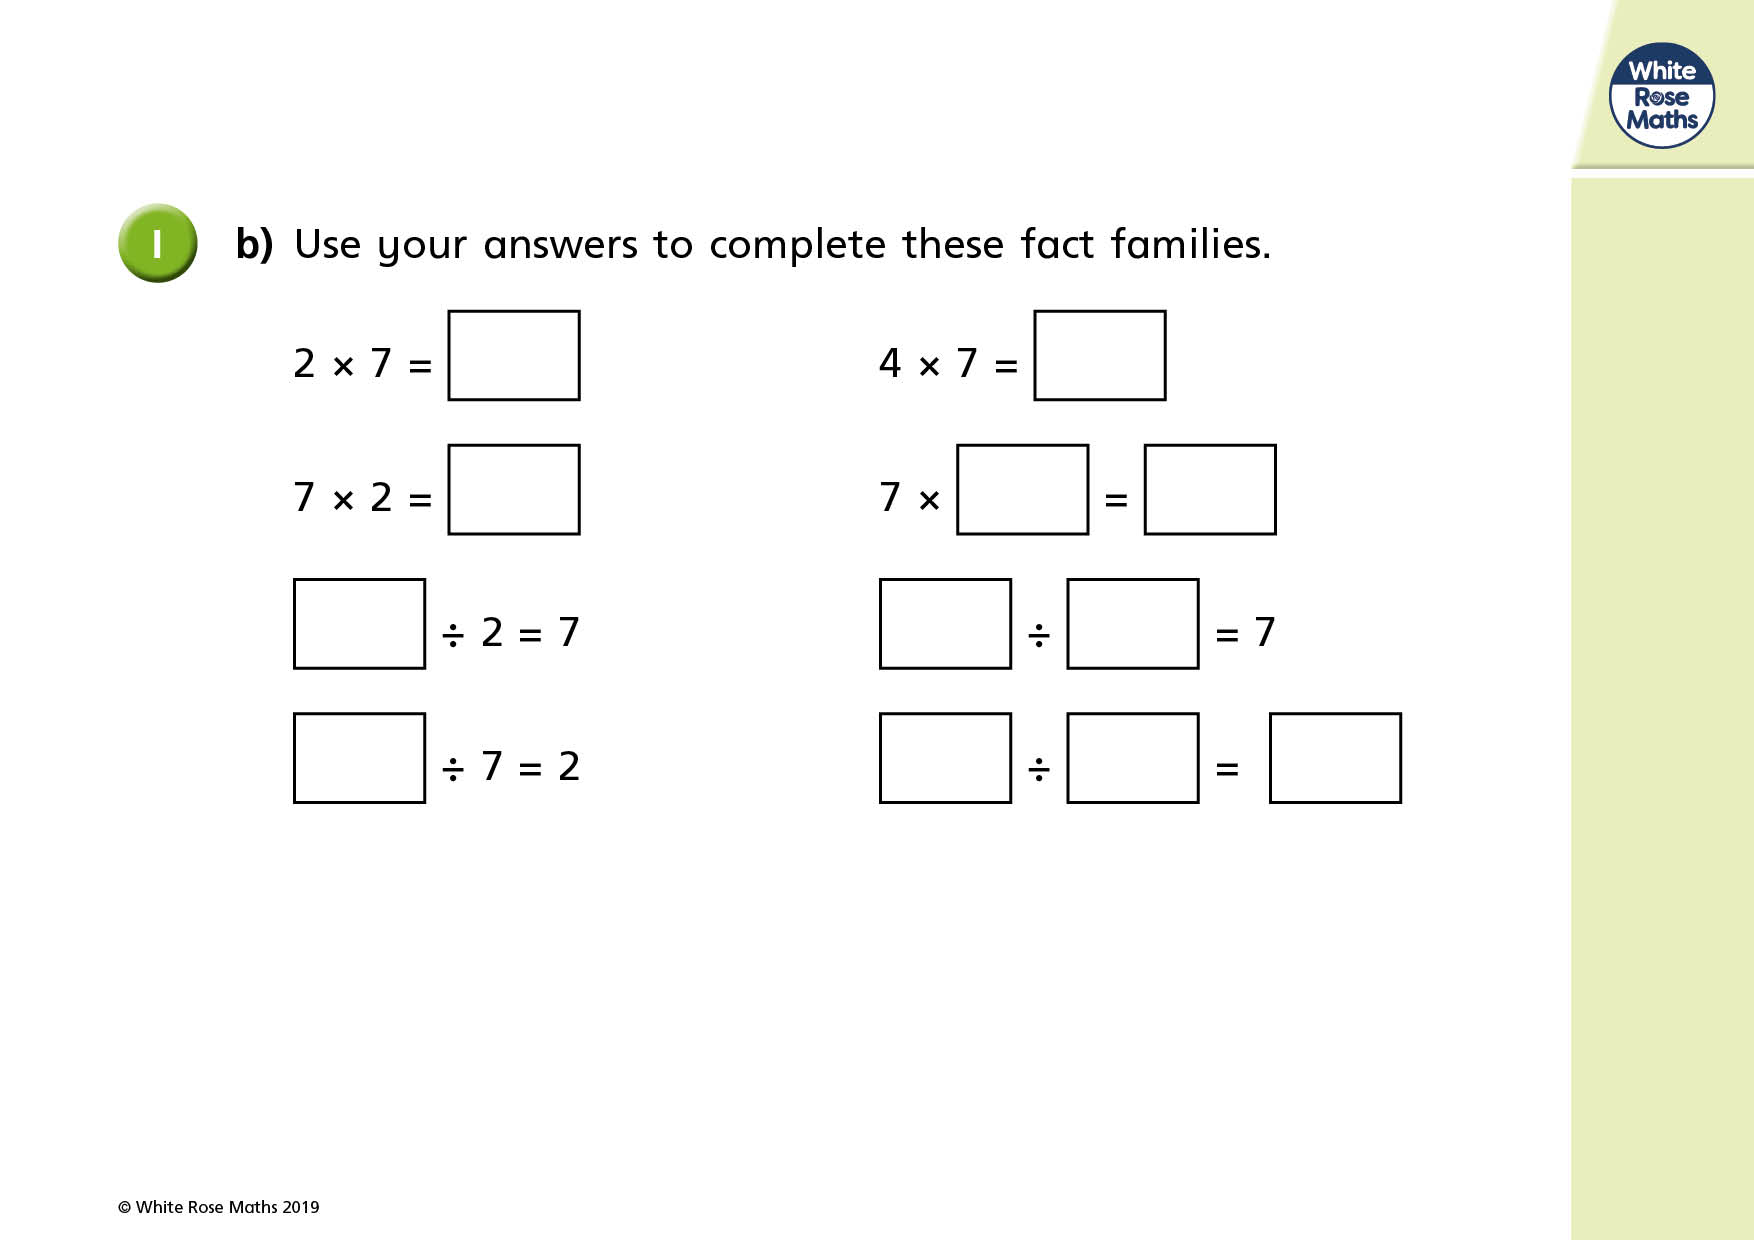 White
Rose
Maths
1 b) Use your answers to complete these fact families.
2 × 7 =
4 × 7 =
7 × 2 =
7 × =
÷ 2 = 7
÷ = 7
÷ 7 = 2
÷ =
© White Rose Maths 2019